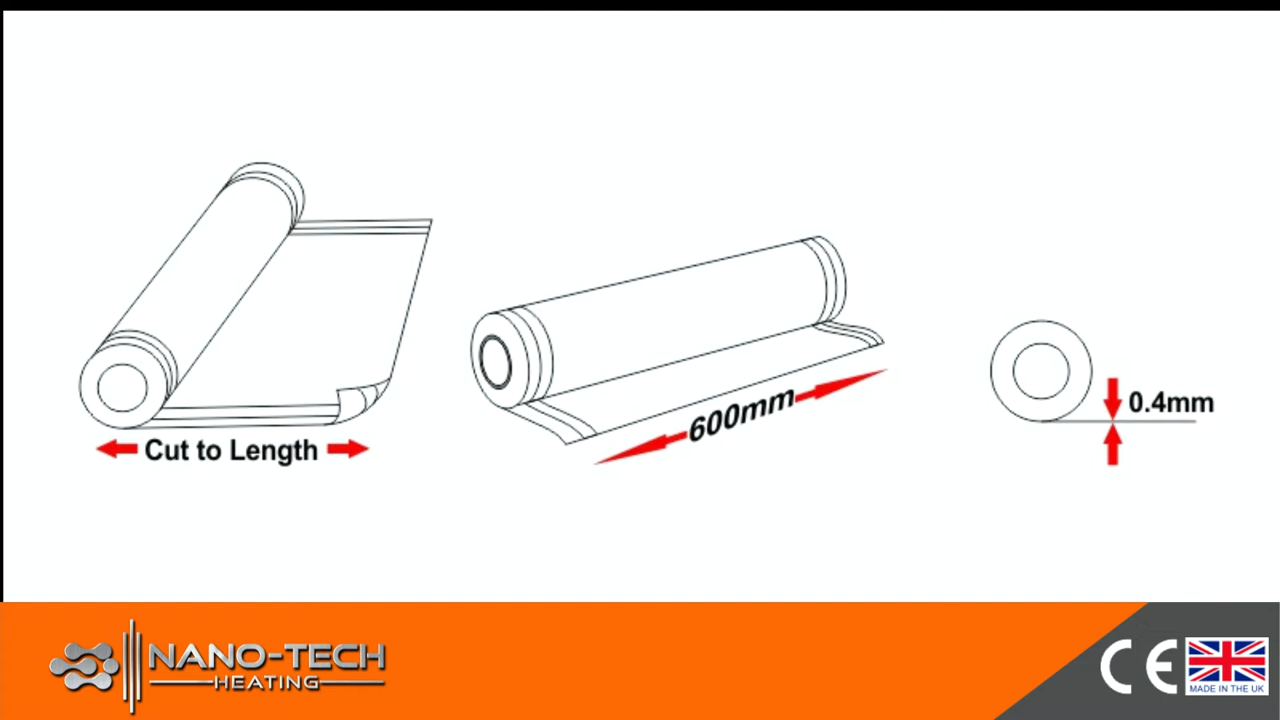 Cut to Length
600mm
0.4mm
NANO-TECH
HEATING
CE
MADE IN THE UK